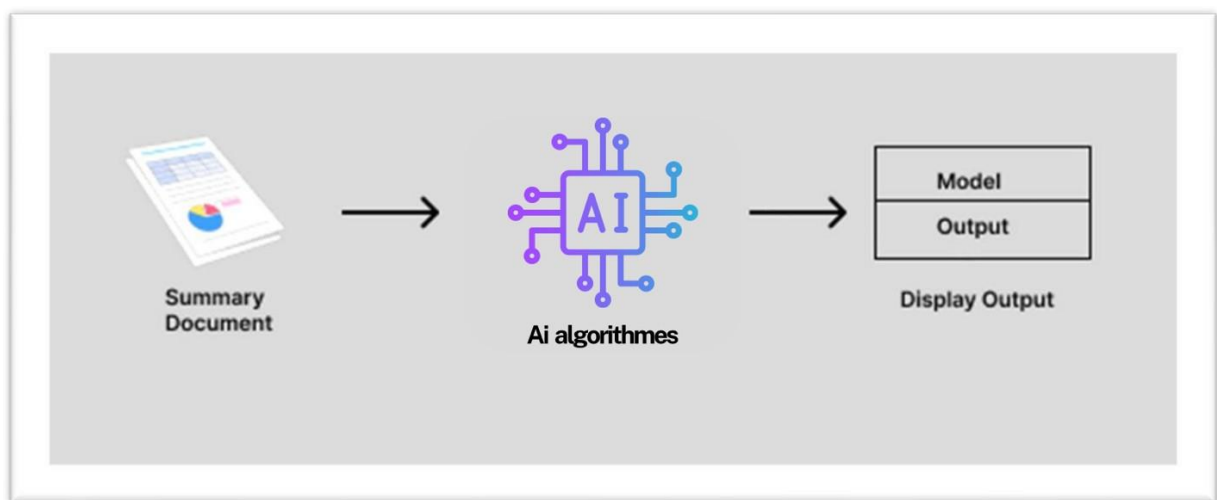 Summary
Document
AI
Ai algorithmes
Model
Output
Display Output